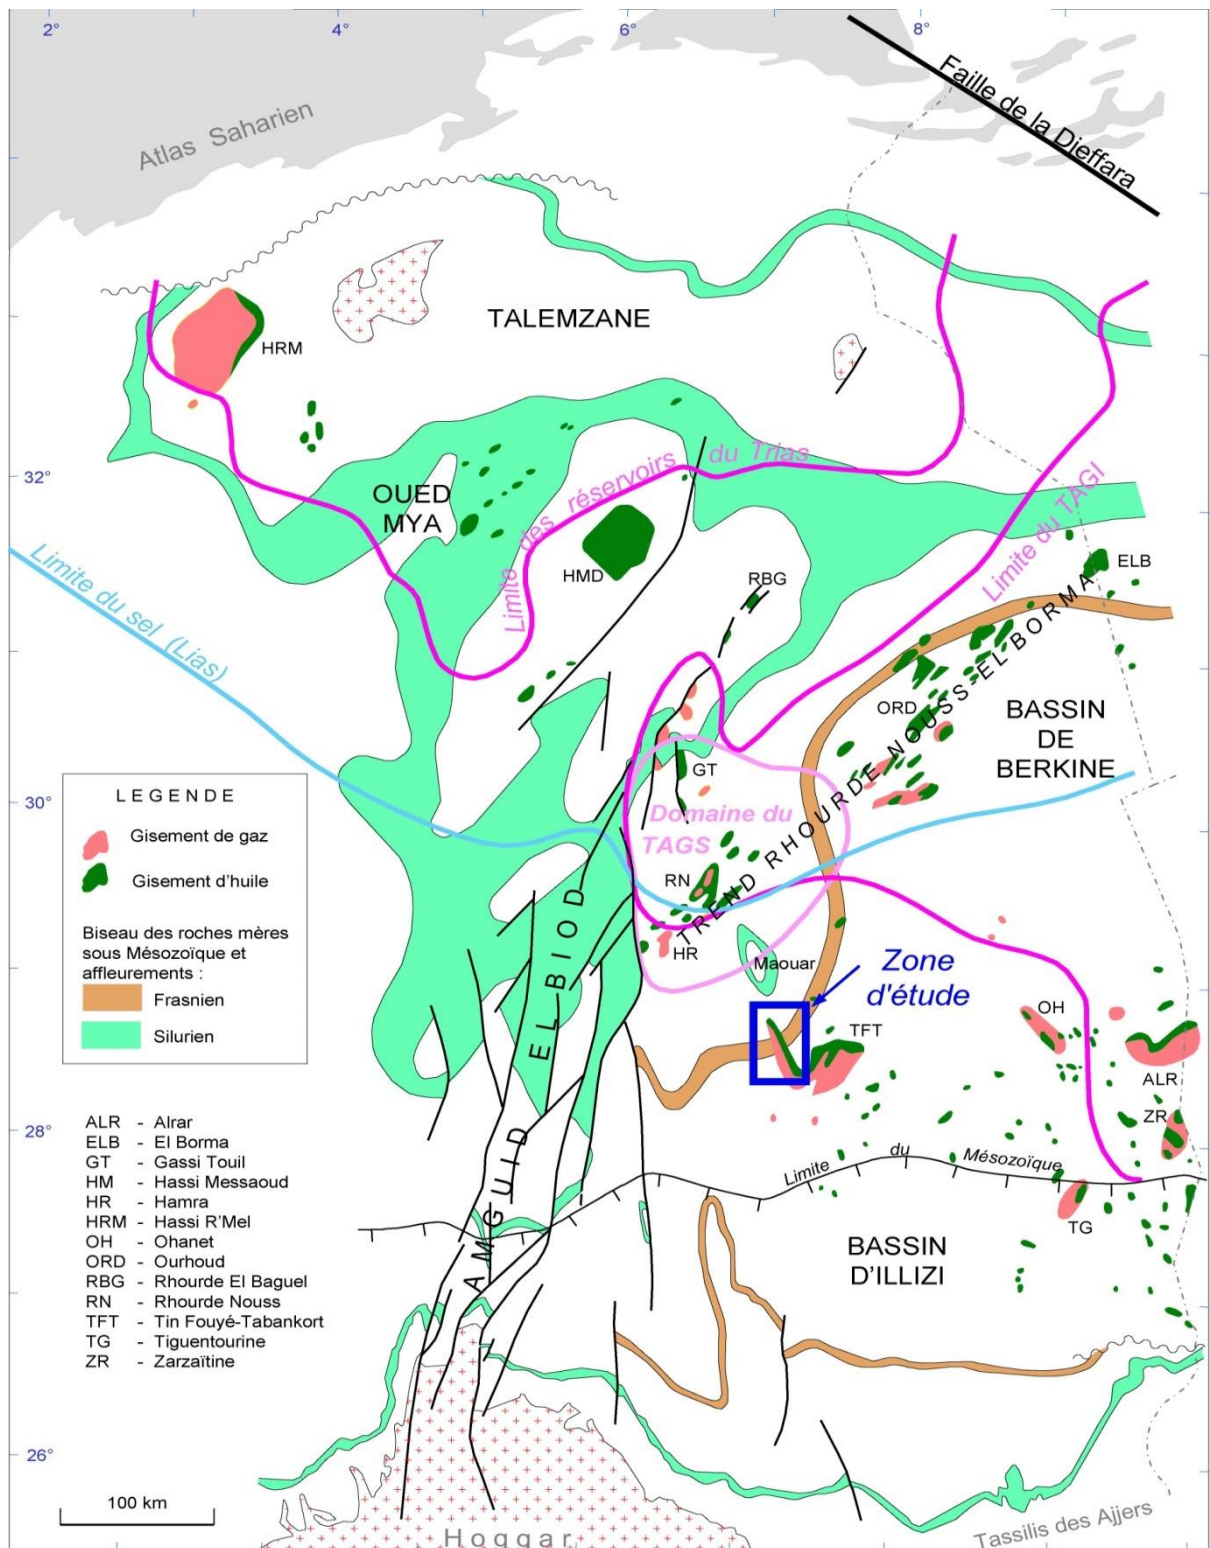 2°
4°
6°
8°
Faille de la Djeffara
Atlas Saharien
TALEMZANE
HRM
32°
OUED
MYA
Limite des réservoirs du Trias
HMD
RBG
ELB
Limite du TAGI
Limite du sel (Lias)
TREND RHOURDE NOUSS-EL BORMA
ORD
BASSIN
DE
BERKINE
GT
Domaine du
TAGS
RN
HR
Maouar
Zone
d'étude
30°
LEGENDE
Gisement de gaz
Gisement d'huile
Biseau des roches mères
sous Mésozoïque et
affleurements :
Frasnien
Silurien
EL BIOD
AMGUID
TFT
OH
ALR
ZR
28°
Limite du Mésozoïque
TG
BASSIN
D'ILLIZI
ALR - Alrar
ELB - El Borma
GT - Gassi Touil
HM - Hassi Messaoud
HR - Hamra
HRM - Hassi R'Mel
OH - Ohanet
ORD - Ourhoud
RBG - Rhourde El Baguel
RN - Rhourde Nouss
TFT - Tin Fouyé-Tabankort
TG - Tiguentourine
ZR - Zarzaïtine
26°
100 km
Hoggar
Tassilis des Ajjers